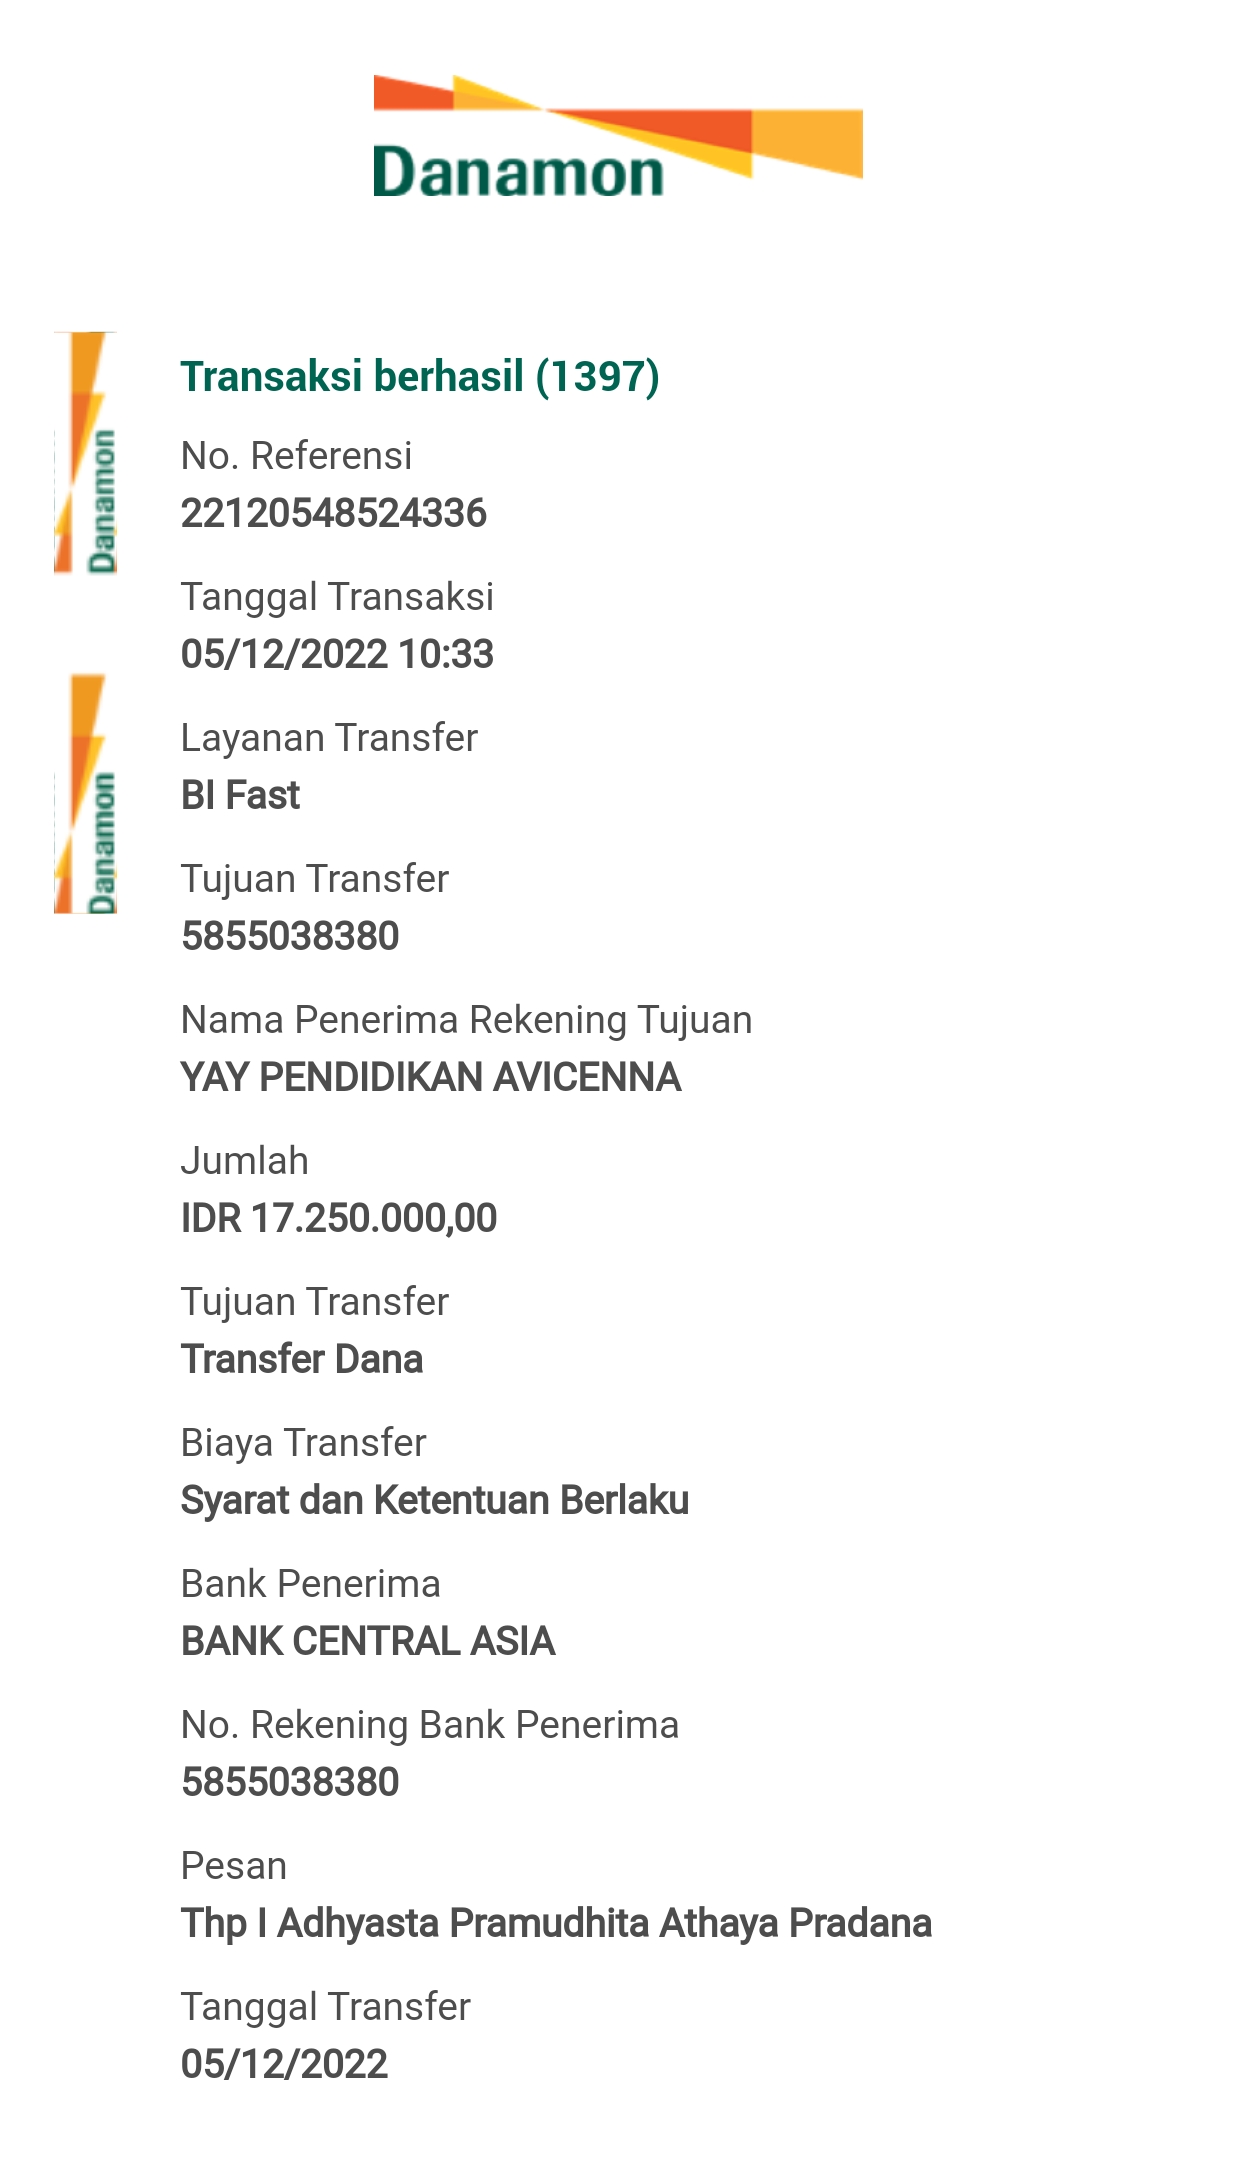 Danamon
Danamon
Danamon
Transaksi berhasil (1397)
No. Referensi
22120548524336
Tanggal Transaksi
05/12/2022 10:33
Layanan Transfer
BI Fast
Tujuan Transfer
5855038380
Nama Penerima Rekening Tujuan
YAY PENDIDIKAN AVICENNA
Jumlah
IDR 17.250.000,00
Tujuan Transfer
Transfer Dana
Biaya Transfer
Syarat dan Ketentuan Berlaku
Bank Penerima
BANK CENTRAL ASIA
No. Rekening Bank Penerima
5855038380
Pesan
Thp I Adhyasta Pramudhita Athaya Pradana
Tanggal Transfer
05/12/2022